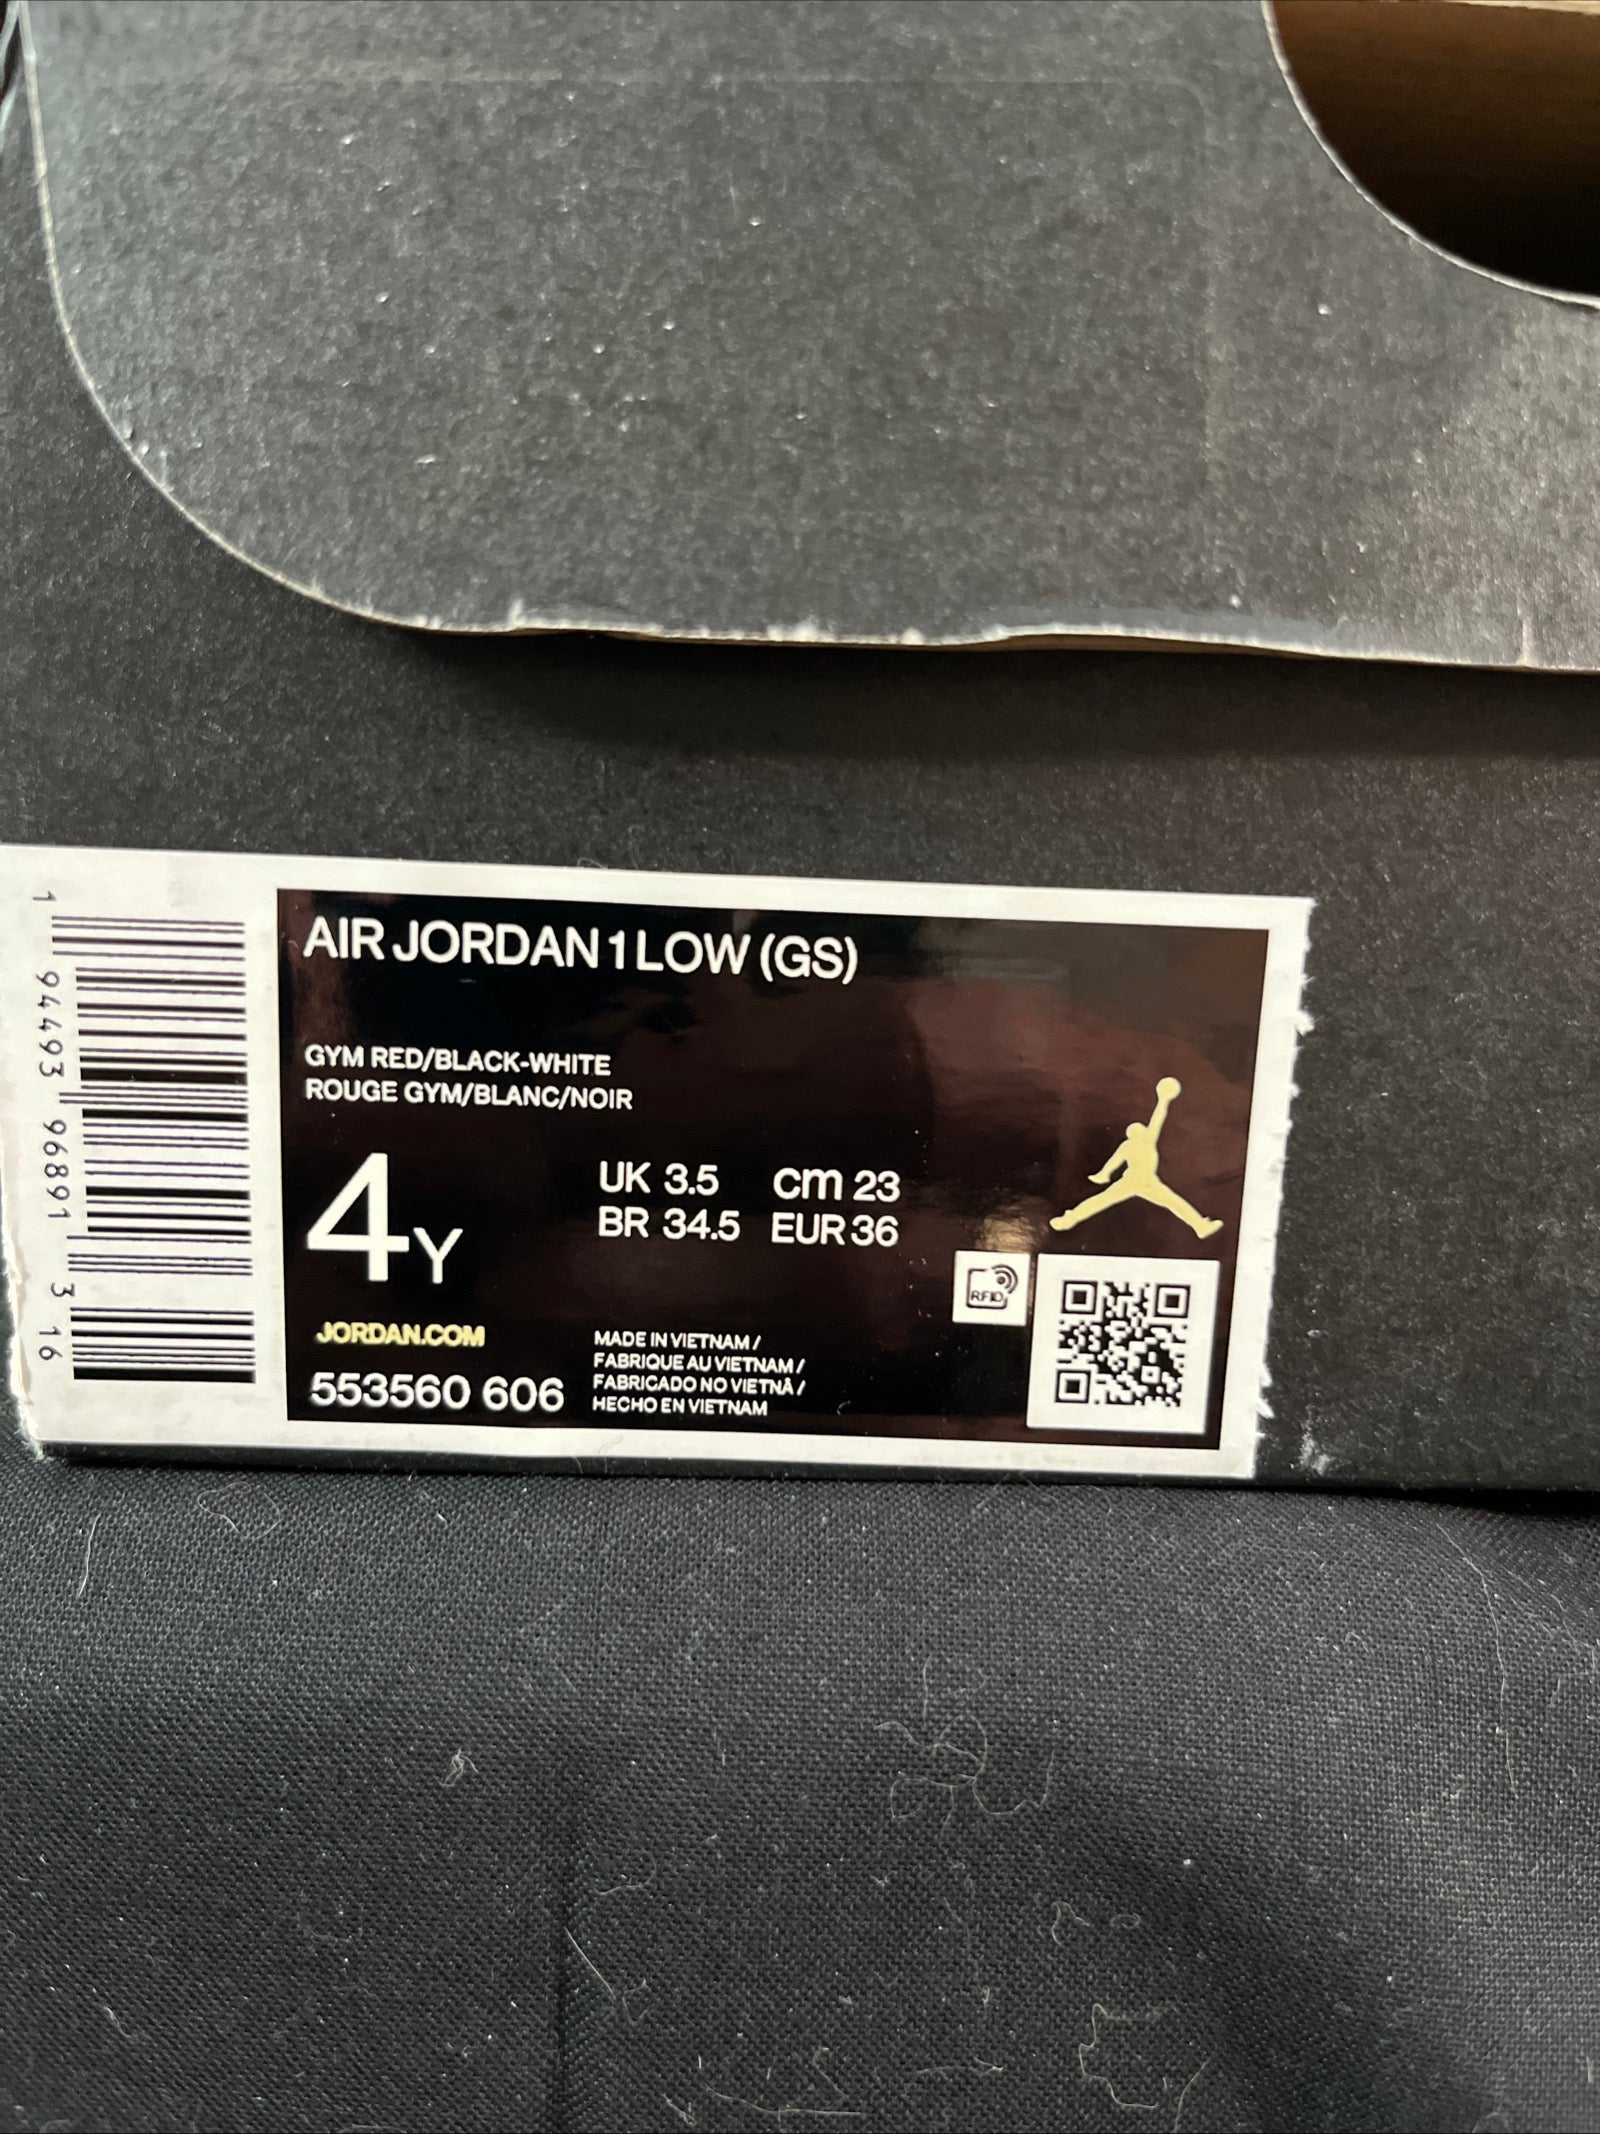 AIR JORDAN 1 LOW (GS)
GYM RED/BLACK-WHITE
ROUGE GYM/BLANC/NOIR
4Y
UK 3.5 cm 23
BR 34.5 EUR 36
RFID
JORDAN.COM
553560 606
MADE IN VIETNAM /
FABRIQUE AU VIETNAM /
FABRICADO NO VIETNÃ /
HECHO EN VIETNAM
1 94493 96891 3 16